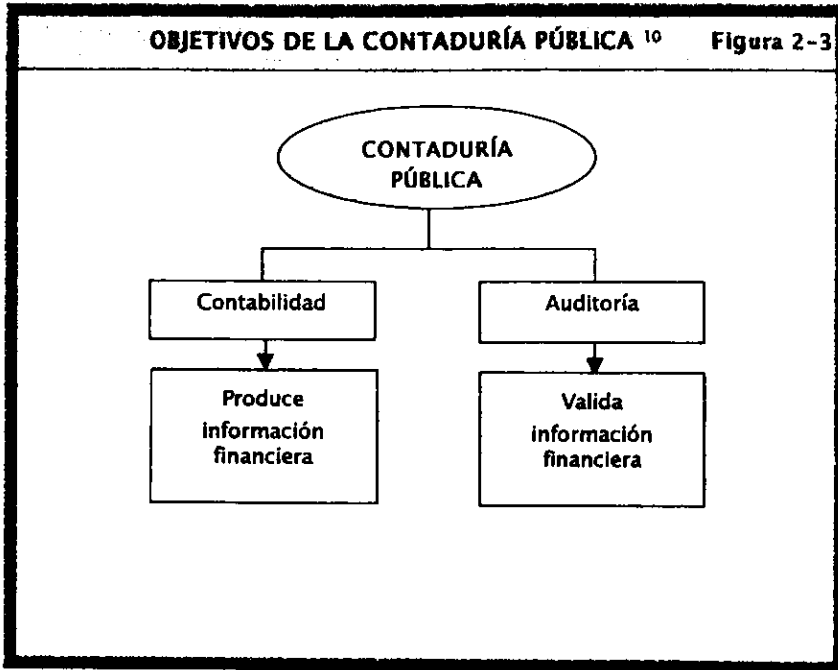 OBJETIVOS DE LA CONTADURÍA PÚBLICA ¹⁰ Figura 2-3
CONTADURÍA
PÚBLICA
Contabilidad
Auditoría
Produce
información
financiera
Valida
información
financiera